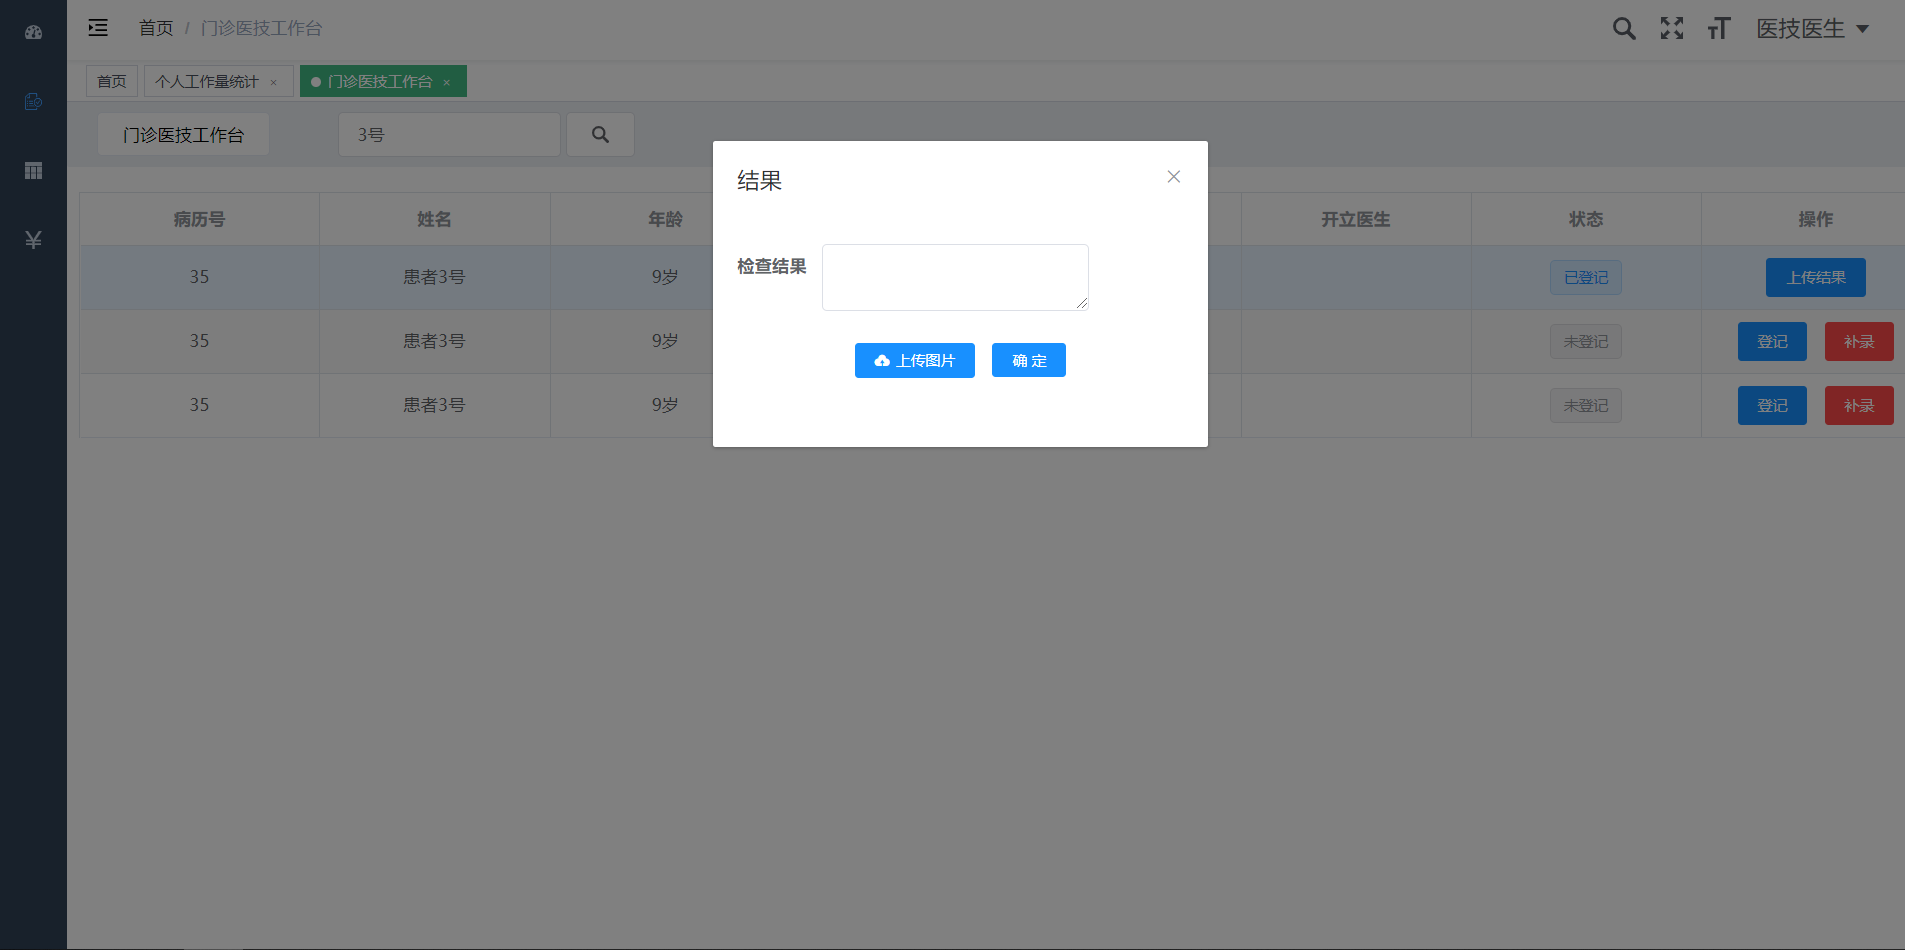 首页 / 门诊医技工作台
医技医生
首页 个人工作量统计 × 门诊医技工作台 ×
门诊医技工作台 3号
结果
病历号 姓名 年龄 开立医生 状态 操作
35 患者3号 9岁 已登记 上传结果
检查结果
35 患者3号 9岁 未登记 登记 补录
上传图片 确 定
35 患者3号 9岁 未登记 登记 补录